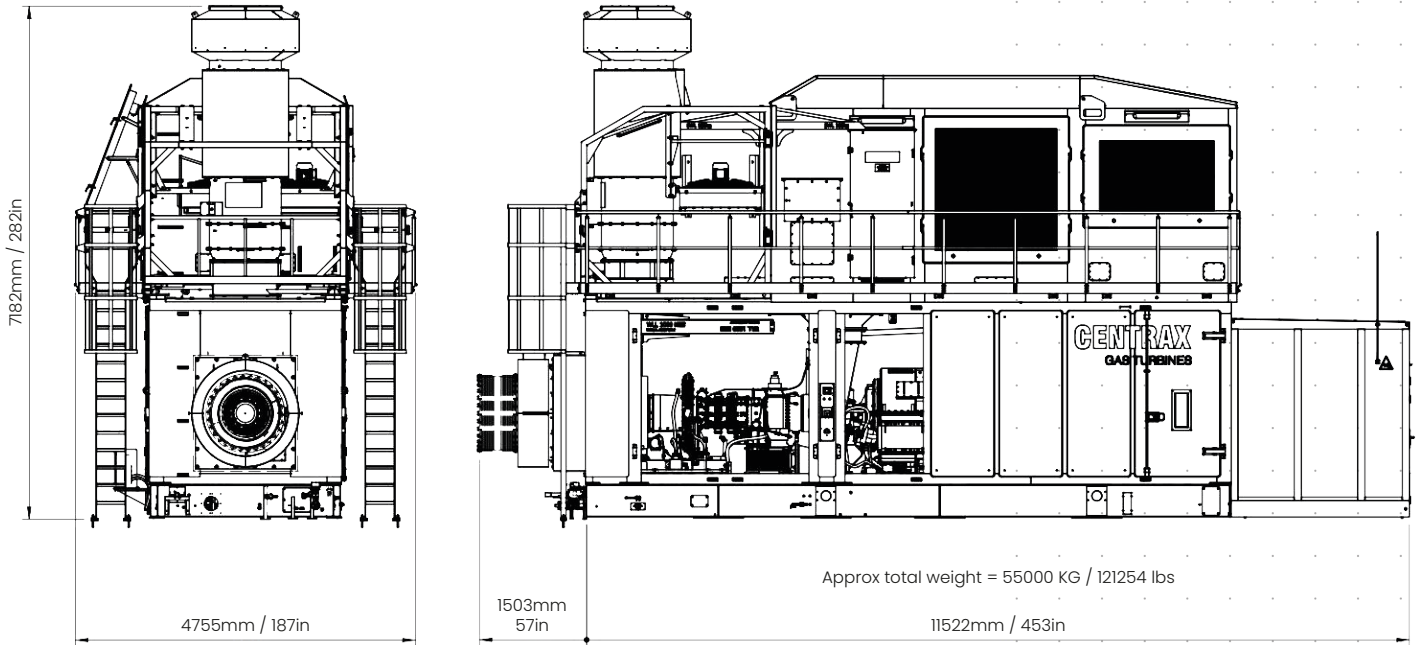 7182mm / 282in
CENTRAX
GAS TURBINES
Approx total weight = 55000 KG / 121254 lbs
1503mm
57in
4755mm / 187in
11522mm / 453in